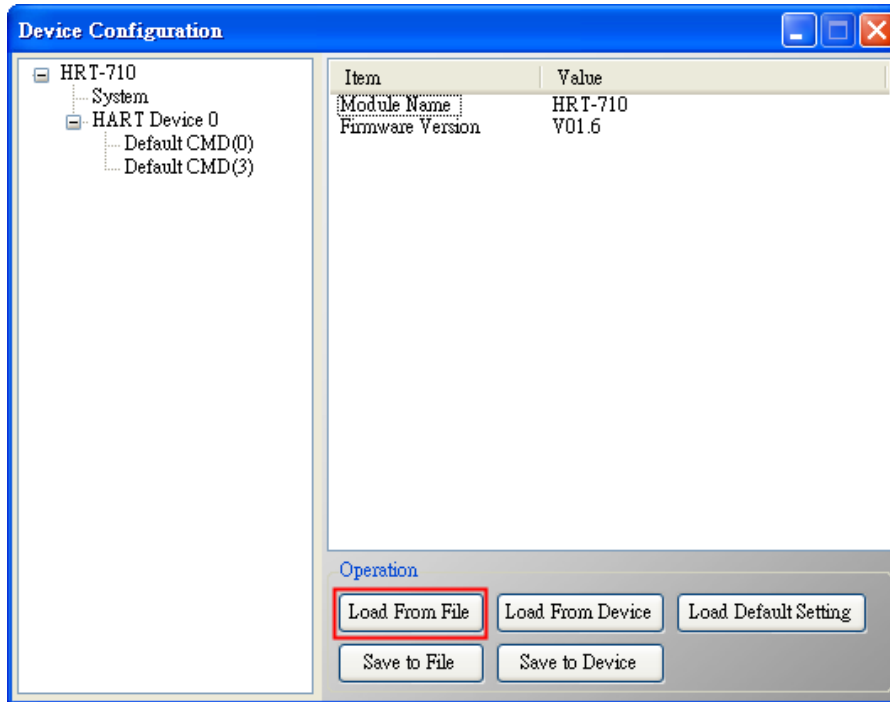 Device Configuration
HRT-710
System
HART Device 0
Default CMD(0)
Default CMD(3)
Item Value
Module Name HRT-710
Firmware Version V01.6
Operation
Load From File Load From Device Load Default Setting
Save to File Save to Device